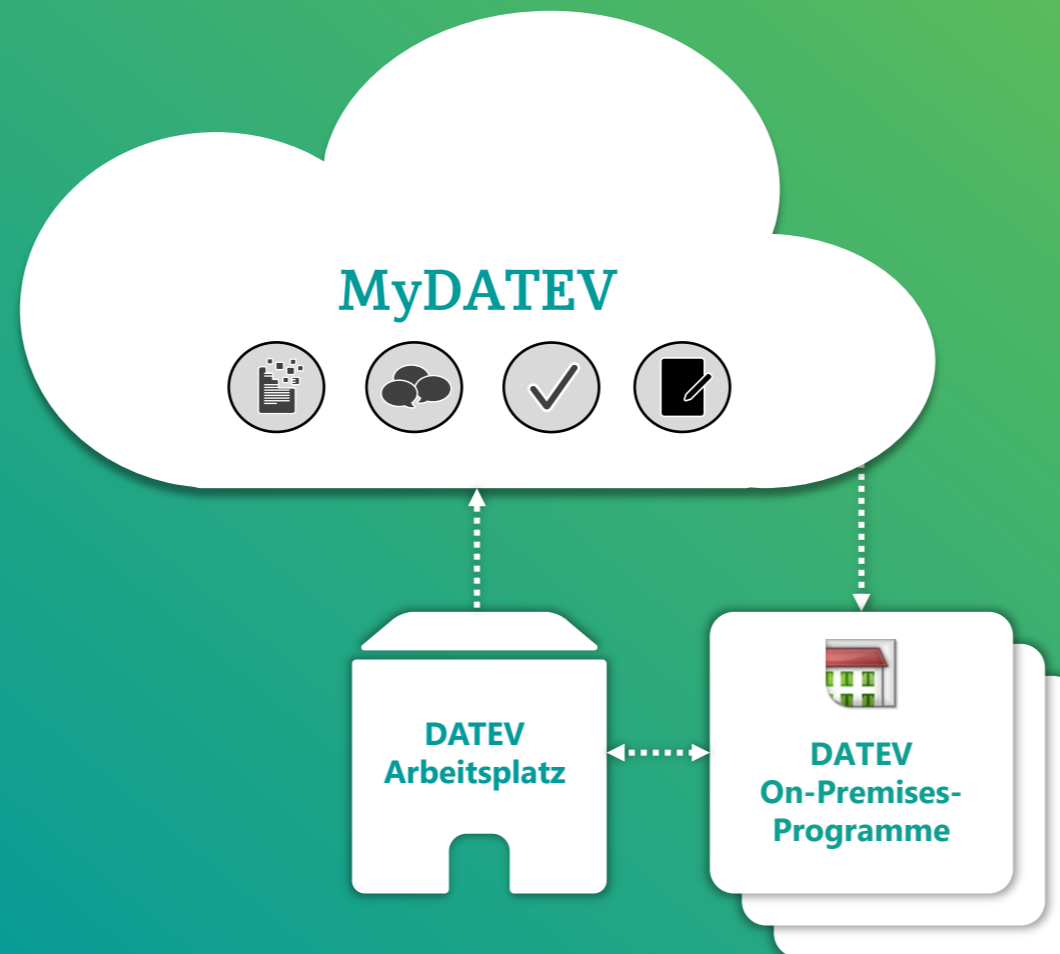 MyDATEV
DATEV
Arbeitsplatz
DATEV
On-Premises-
Programme